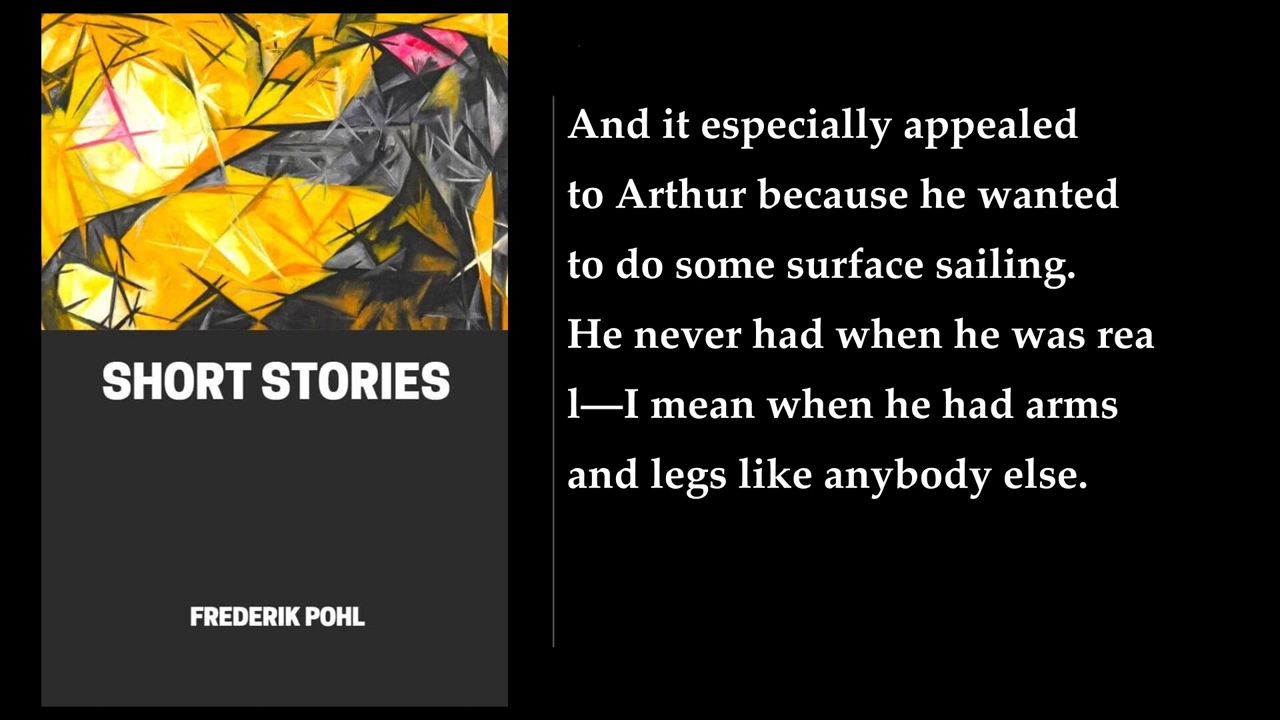 SHORT STORIES
FREDERIK POHL
And it especially appealed
to Arthur because he wanted
to do some surface sailing.
He never had when he was rea
l—I mean when he had arms
and legs like anybody else.